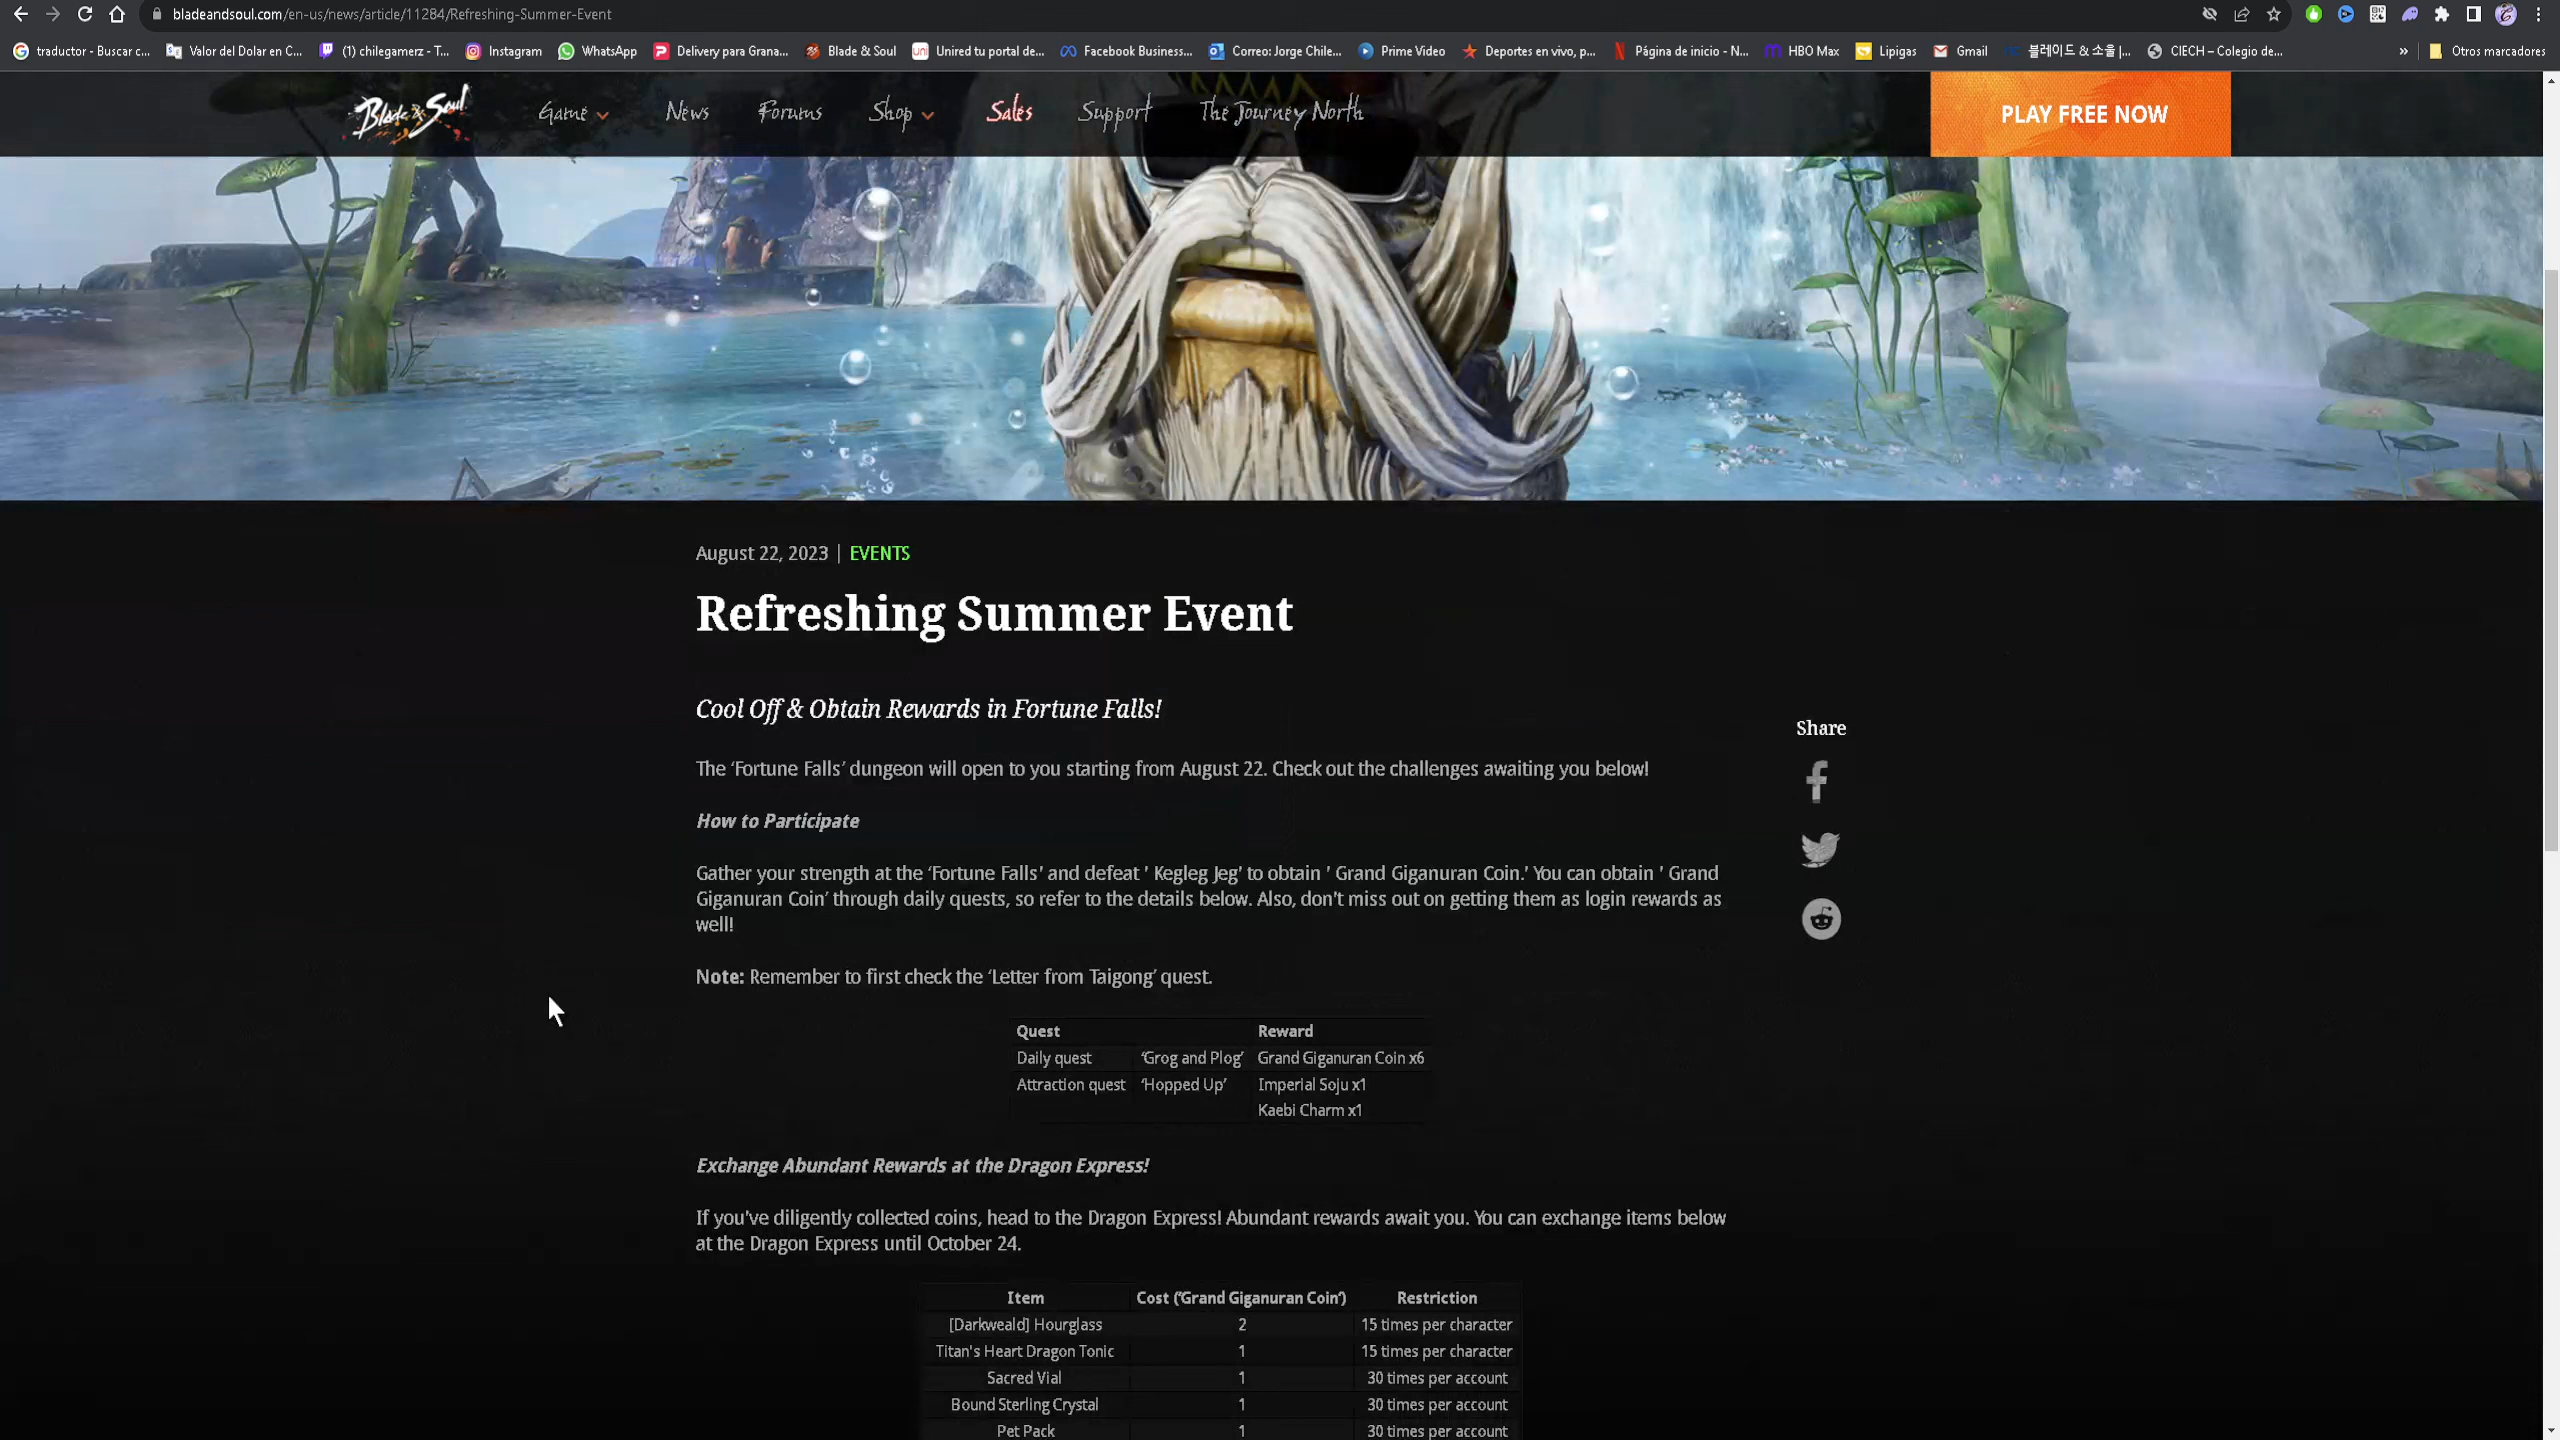 bladeandsoul.com/en-us/news/article/11284/Refreshing-Summer-Event
traductor - Buscar c... Valor del Dolar en C... (1) chilegamerz - T... Instagram WhatsApp Delivery para Grana... Blade & Soul Unired tu portal de... Facebook Business... Correo: Jorge Chile... Prime Video Deportes en vivo, p... Página de inicio - N... HBO Max Lipigas Gmail 블레이드 & 소울 |... CIECH – Colegio de... » Otros marcadores
Blade & Soul Game News Forums Shop Sales Support The Journey North PLAY FREE NOW
August 22, 2023 | EVENTS
Refreshing Summer Event
Cool Off & Obtain Rewards in Fortune Falls!
Share
The ‘Fortune Falls’ dungeon will open to you starting from August 22. Check out the challenges awaiting you below!
How to Participate
Gather your strength at the ‘Fortune Falls’ and defeat ' Kegleg Jeg' to obtain ' Grand Giganuran Coin.' You can obtain ' Grand
Giganuran Coin’ through daily quests, so refer to the details below. Also, don't miss out on getting them as login rewards as
well!
Note: Remember to first check the ‘Letter from Taigong’ quest.
Quest Reward
Daily quest ‘Grog and Plog’ Grand Giganuran Coin x6
Attraction quest ‘Hopped Up’ Imperial Soju x1
Kaebi Charm x1
Exchange Abundant Rewards at the Dragon Express!
If you've diligently collected coins, head to the Dragon Express! Abundant rewards await you. You can exchange items below
at the Dragon Express until October 24.
Item Cost (‘Grand Giganuran Coin’) Restriction
[Darkweald] Hourglass 2 15 times per character
Titan's Heart Dragon Tonic 1 15 times per character
Sacred Vial 1 30 times per account
Bound Sterling Crystal 1 30 times per account
Pet Pack 1 30 times per account